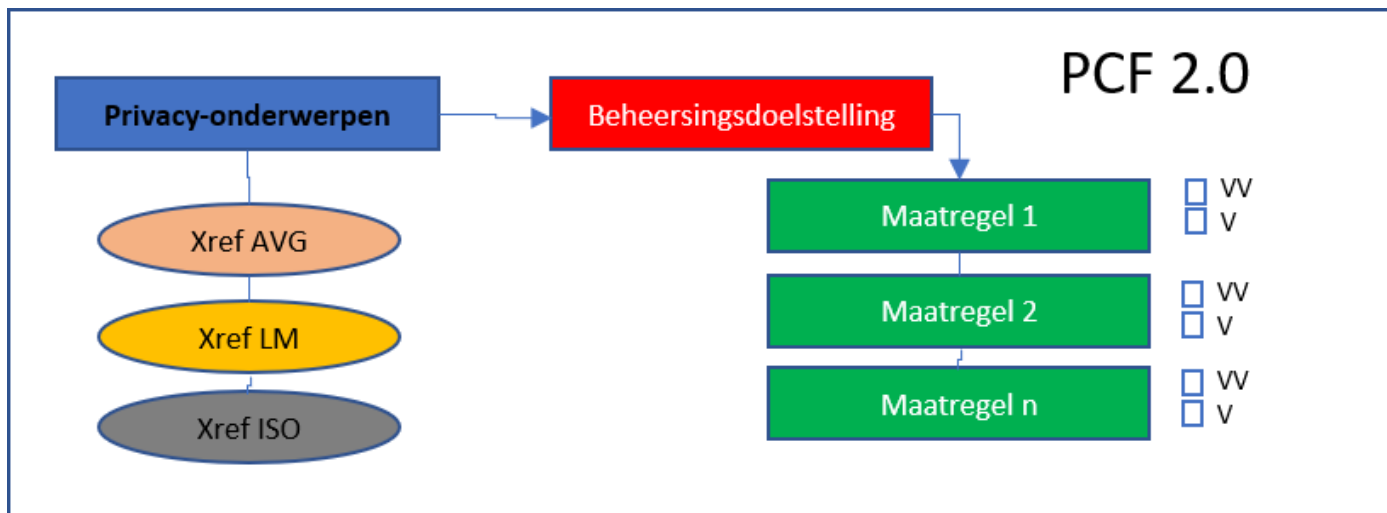 PCF 2.0
Privacy-onderwerpen
Beheersingsdoelstelling
Xref AVG
Xref LM
Xref ISO
Maatregel 1
VV
V
Maatregel 2
VV
V
Maatregel n
VV
V